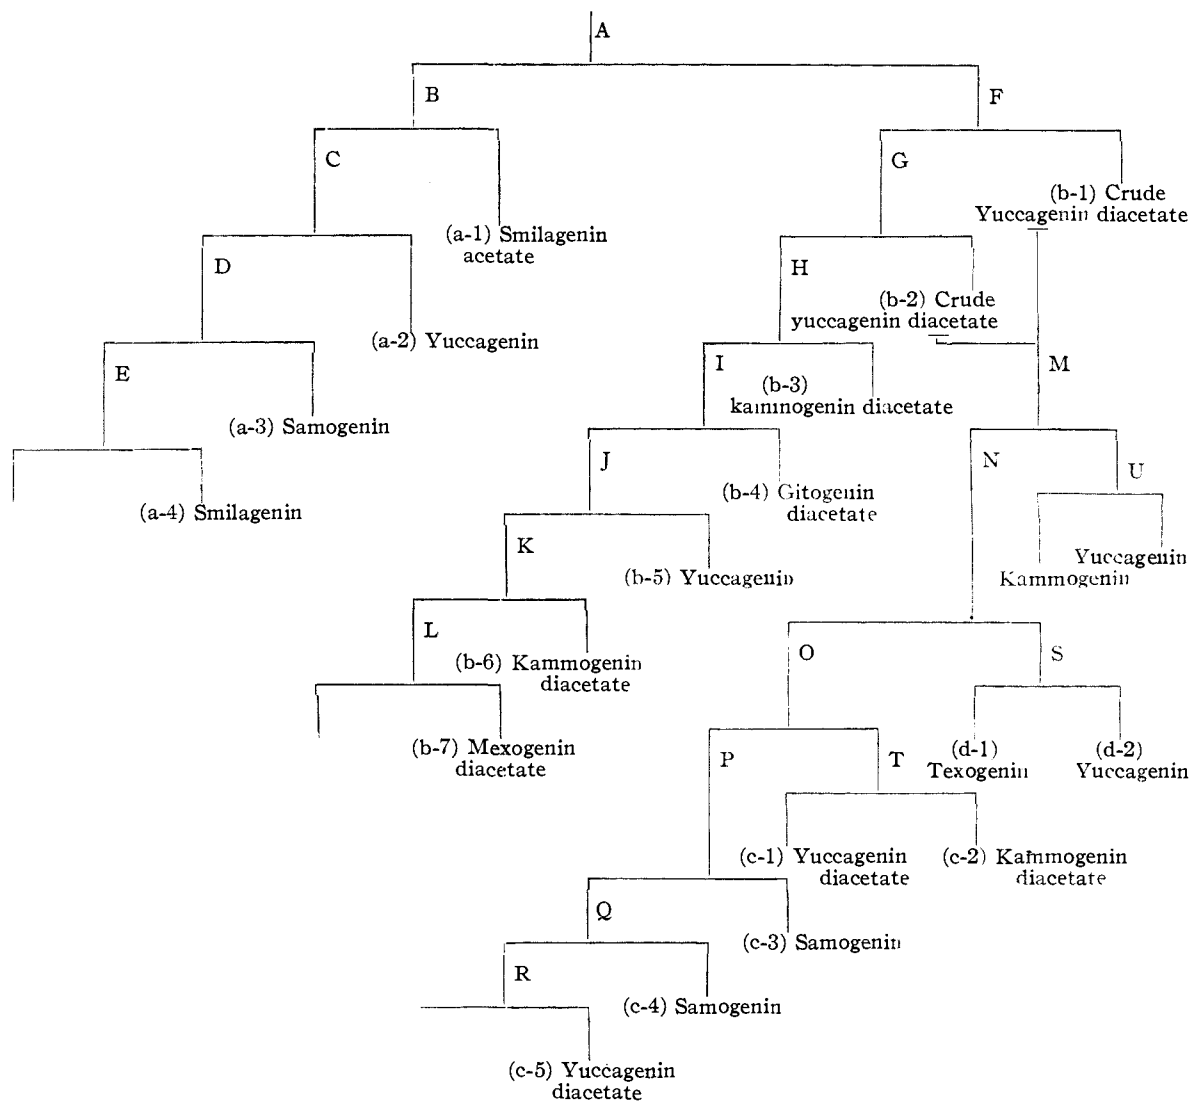 A
B
F
C
G
(b-1) Crude
Yuccagenin diacetate
(a-1) Smilagenin
acetate
D
H
(b-2) Crude
yuccagenin diacetate
(a-2) Yuccagenin
E
I
M
(b-3)
kammogenin diacetate
(a-3) Samogenin
J
N
U
(b-4) Gitogenin
diacetate
(a-4) Smilagenin
K
Yuccagenin
(b-5) Yuccagenin
Kammogenin
L
O
S
(b-6) Kammogenin
diacetate
(b-7) Mexogenin
diacetate
P
T
(d-1)
Texogenin
(d-2)
Yuccagenin
(c-1) Yuccagenin
diacetate
(c-2) Kammogenin
diacetate
Q
(c-3) Samogenin
R
(c-4) Samogenin
(c-5) Yuccagenin
diacetate